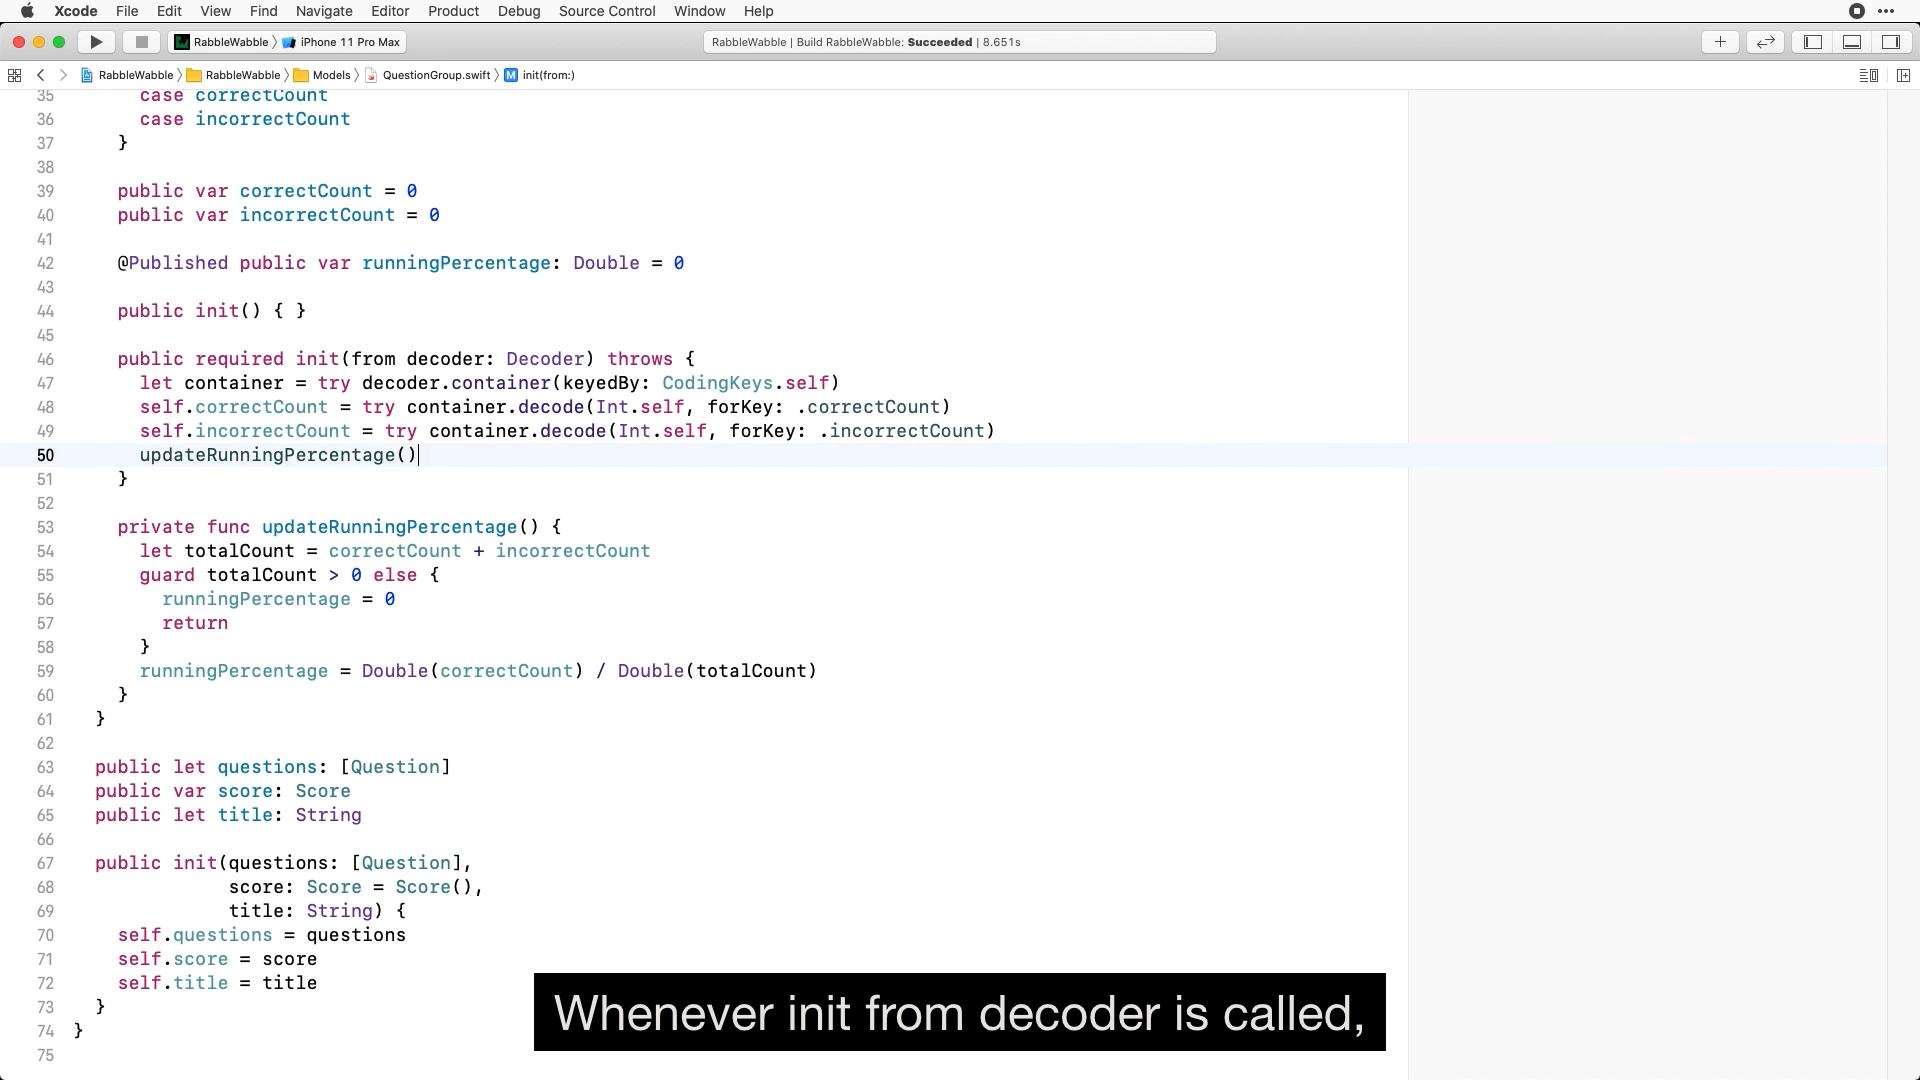 Xcode File Edit View Find Navigate Editor Product Debug Source Control Window Help
RabbleWabble iPhone 11 Pro Max
RabbleWabble | Build RabbleWabble: Succeeded | 8.651s
RabbleWabble RabbleWabble Models QuestionGroup.swift M init(from:)
35 case correctCount
36 case incorrectCount
37 }
38
39 public var correctCount = 0
40 public var incorrectCount = 0
41
42 @Published public var runningPercentage: Double = 0
43
44 public init() { }
45
46 public required init(from decoder: Decoder) throws {
47 let container = try decoder.container(keyedBy: CodingKeys.self)
48 self.correctCount = try container.decode(Int.self, forKey: .correctCount)
49 self.incorrectCount = try container.decode(Int.self, forKey: .incorrectCount)
50 updateRunningPercentage()
51 }
52
53 private func updateRunningPercentage() {
54 let totalCount = correctCount + incorrectCount
55 guard totalCount > 0 else {
56 runningPercentage = 0
57 return
58 }
59 runningPercentage = Double(correctCount) / Double(totalCount)
60 }
61 }
62
63 public let questions: [Question]
64 public var score: Score
65 public let title: String
66
67 public init(questions: [Question],
68 score: Score = Score(),
69 title: String) {
70 self.questions = questions
71 self.score = score
72 self.title = title
73 }
74 }
75
Whenever init from decoder is called,